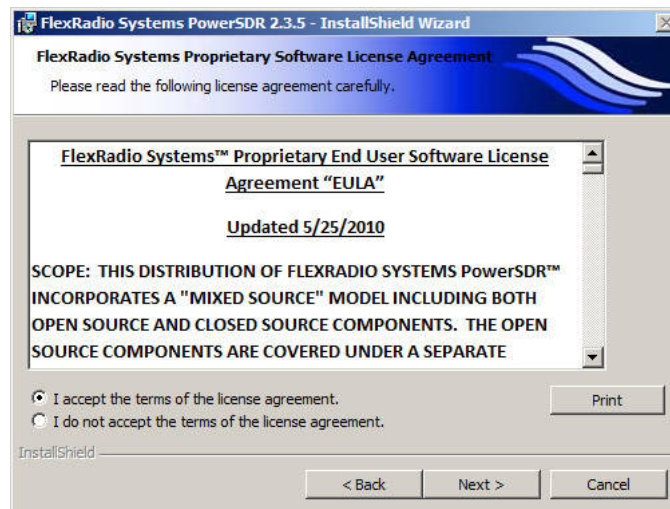 FlexRadio Systems PowerSDR 2.3.5 - InstallShield Wizard
FlexRadio Systems Proprietary Software License Agreement
Please read the following license agreement carefully.
FlexRadio Systems™ Proprietary End User Software License
Agreement “EULA”
Updated 5/25/2010
SCOPE:  THIS DISTRIBUTION OF FLEXRADIO SYSTEMS PowerSDR™
INCORPORATES A "MIXED SOURCE" MODEL INCLUDING BOTH
OPEN SOURCE AND CLOSED SOURCE COMPONENTS.  THE OPEN
SOURCE COMPONENTS ARE COVERED UNDER A SEPARATE
I accept the terms of the license agreement.
Print
I do not accept the terms of the license agreement.
InstallShield
< Back
Next >
Cancel